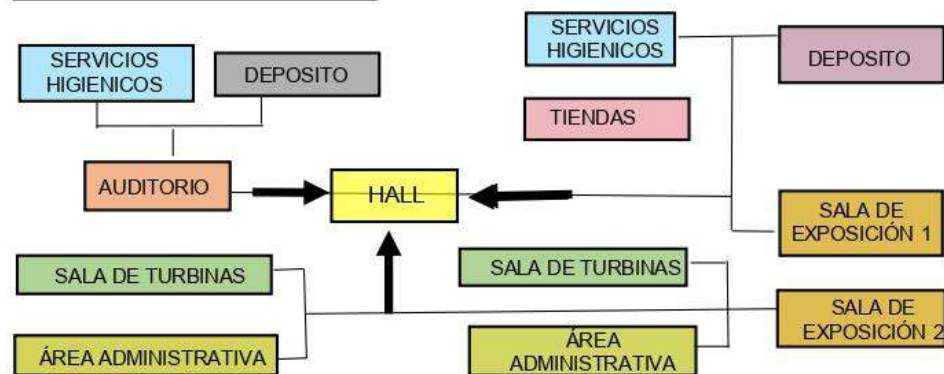 SERVICIOS
HIGIENICOS
DEPOSITO
SERVICIOS
HIGIENICOS
DEPOSITO
TIENDAS
AUDITORIO
HALL
SALA DE
EXPOSICIÓN 1
SALA DE TURBINAS
SALA DE TURBINAS
SALA DE
EXPOSICIÓN 2
ÁREA ADMINISTRATIVA
ÁREA
ADMINISTRATIVA